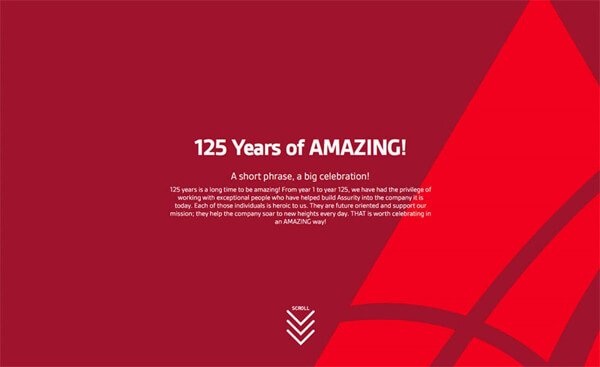 125 Years of AMAZING!
A short phrase, a big celebration!
125 years is a long time to be amazing! From year 1 to year 125, we have had the privilege of
working with exceptional people who have helped build Assurity into the company it is
today. Each of those individuals is heroic to us. They are future oriented and support our
mission; they help the company soar to new heights every day. THAT is worth celebrating in
an AMAZING way!
SCROLL